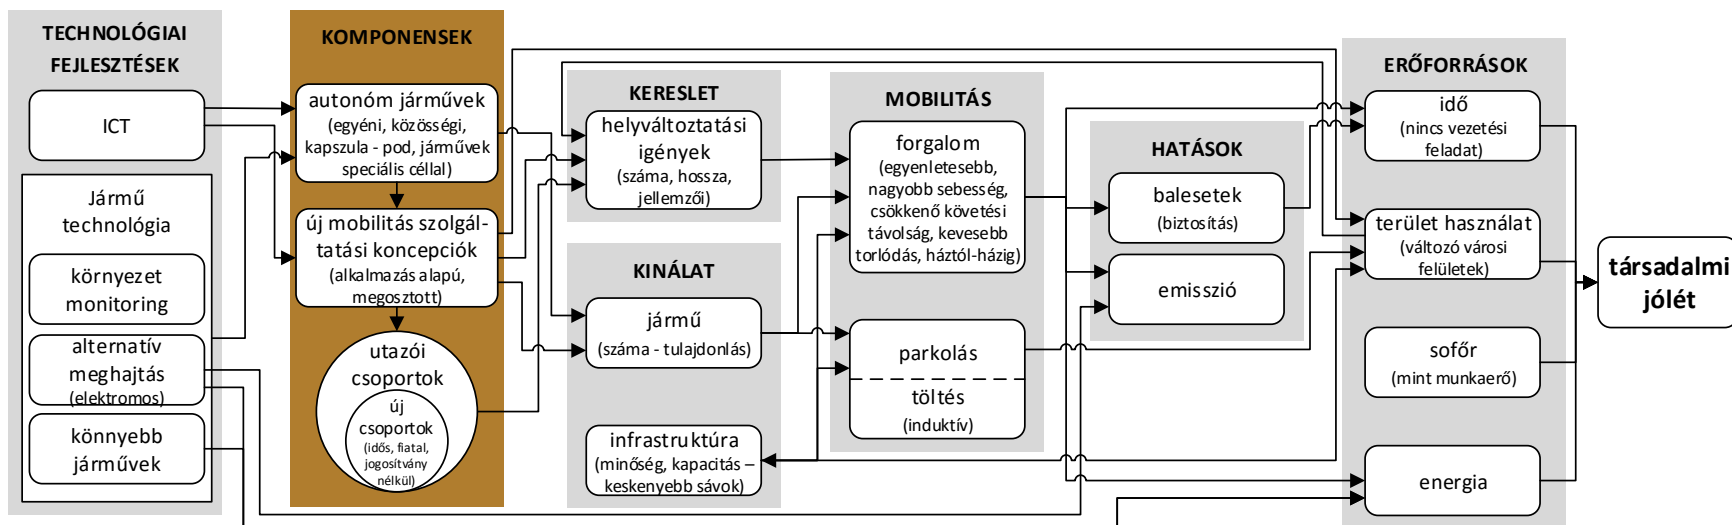 TECHNOLÓGIAI
FEJLESZTÉSEK
ICT
Jármű
technológia
környezet
monitoring
alternatív
meghajtás
(elektromos)
könnyebb
járművek
KOMPONENSEK
autonóm járművek
(egyéni, közösségi,
kapszula - pod, járművek
speciális céllal)
új mobilitás szolgál-
tatási koncepciók
(alkalmazás alapú,
megosztott)
utazói
csoportok
új
csoportok
(idős, fiatal,
jogosítvány
nélkül)
KERESLET
helyváltoztatási
igények
(száma, hossza,
jellemzői)
KINÁLAT
jármű
(száma - tulajdonlás)
infrastruktúra
(minőség, kapacitás –
keskenyebb sávok)
MOBILITÁS
forgalom
(egyenletesebb,
nagyobb sebesség,
csökkenő követési
távolság, kevesebb
torlódás, háztól-házig)
parkolás
töltés
(induktív)
HATÁSOK
balesetek
(biztosítás)
emisszió
ERŐFORRÁSOK
idő
(nincs vezetési
feladat)
terület használat
(változó városi
felületek)
sofőr
(mint munkaerő)
energia
társadalmi
jólét